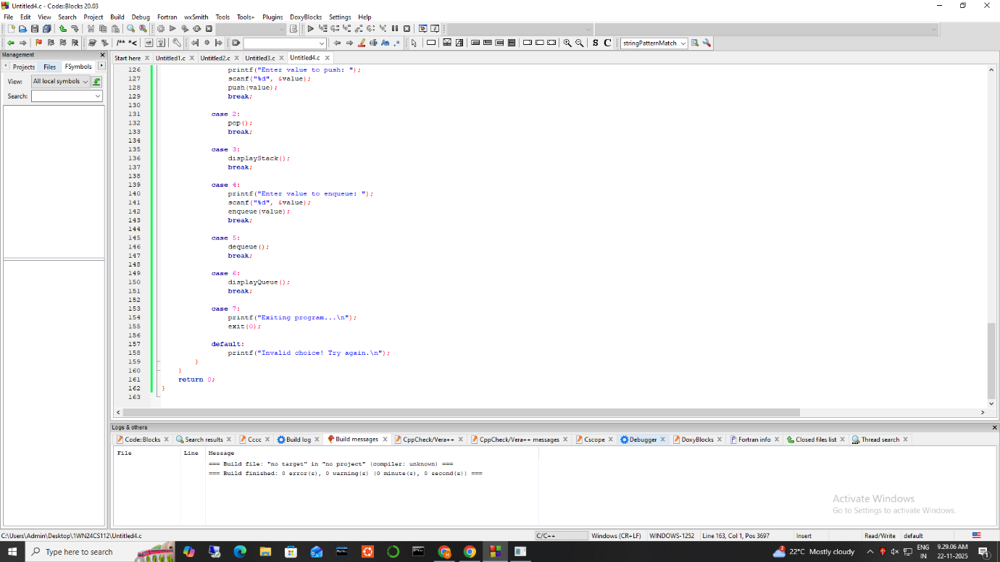 Untitled4.c - Code::Blocks 20.03
File Edit View Search Project Build Debug Fortran wxSmith Tools Tools+ Plugins DoxyBlocks Settings Help
/** *<
S C stringPatternMatch
Management
Projects Files FSymbols
View: All local symbols
Search:
Start here Untitled1.c Untitled2.c Untitled3.c Untitled4.c
126 printf("Enter value to push: ");
127 scanf("%d", &value);
128 push(value);
129 break;
130
131 case 2:
132 pop();
133 break;
134
135 case 3:
136 displayStack();
137 break;
138
139 case 4:
140 printf("Enter value to enqueue: ");
141 scanf("%d", &value);
142 enqueue(value);
143 break;
144
145 case 5:
146 dequeue();
147 break;
148
149 case 6:
150 displayQueue();
151 break;
152
153 case 7:
154 printf("Exiting program...\n");
155 exit(0);
156
157 default:
158 printf("Invalid choice! Try again.\n");
159 }
160 }
161 return 0;
162 }
163
Logs & others
Code::Blocks Search results Cccc Build log Build messages CppCheck/Vera++ CppCheck/Vera++ messages Cscope Debugger DoxyBlocks Fortran info Closed files list Thread search
File Line Message
=== Build file: "no target" in "no project" (compiler: unknown) ===
=== Build finished: 0 error(s), 0 warning(s) (0 minute(s), 0 second(s)) ===
Activate Windows
Go to Settings to activate Windows.
C:\Users\Admin\Desktop\1WN24CS112\Untitled4.c C/C++ Windows (CR+LF) WINDOWS-1252 Line 163, Col 1, Pos 3697 Insert Read/Write default
Type here to search
22°C Mostly cloudy
ENG
IN
9.29.06 AM
22-11-2025